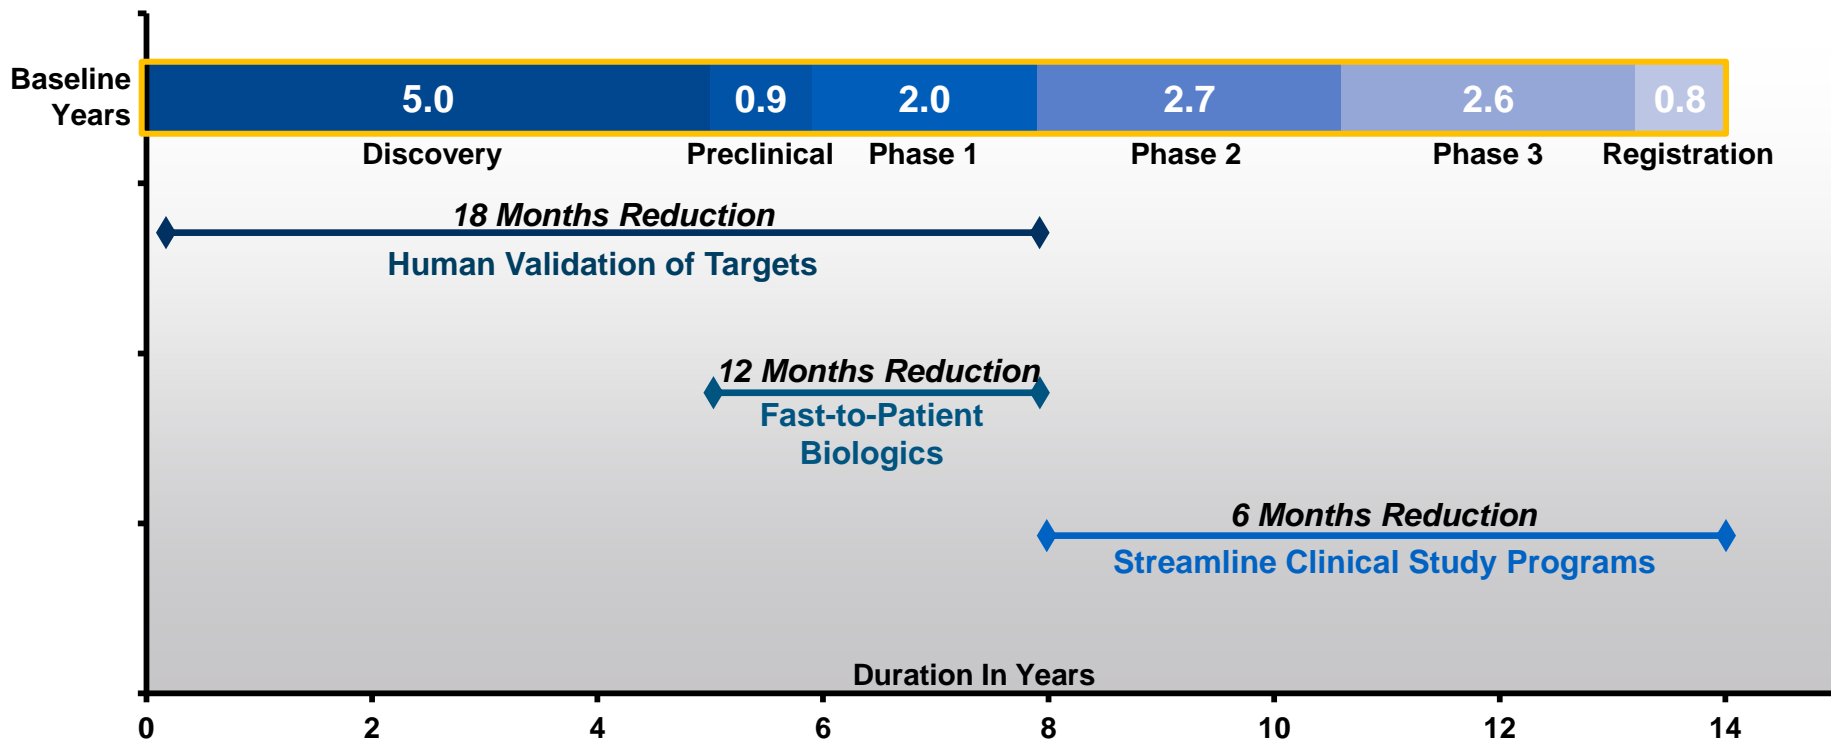 Baseline
Years
5.0 0.9 2.0 2.7 2.6 0.8
Discovery Preclinical Phase 1 Phase 2 Phase 3 Registration
18 Months Reduction
Human Validation of Targets
12 Months Reduction
Fast-to-Patient
Biologics
6 Months Reduction
Streamline Clinical Study Programs
Duration In Years
0 2 4 6 8 10 12 14